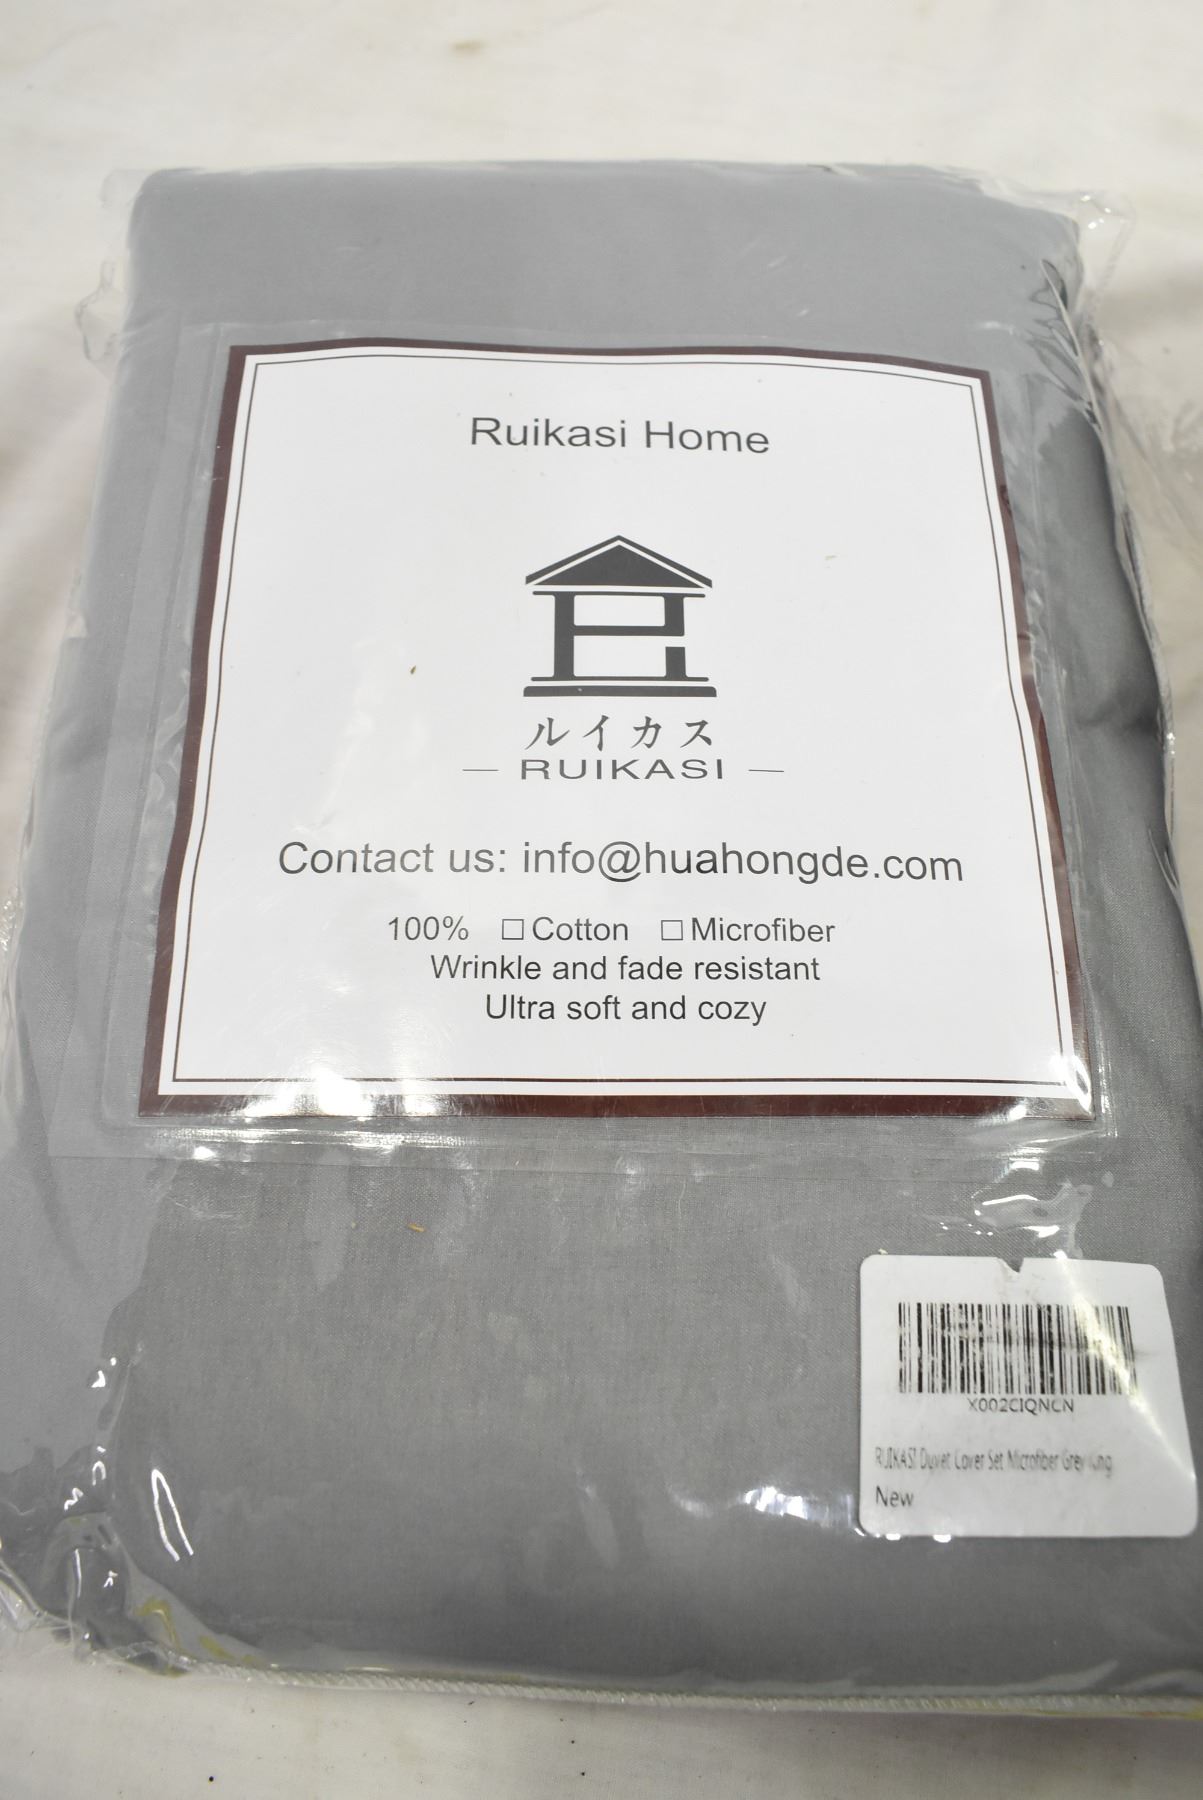 Ruikasi Home
ルイカス
— RUIKASI —
Contact us: info@huahongde.com
100% □ Cotton □ Microfiber
Wrinkle and fade resistant
Ultra soft and cozy
X002CIQNCN
RUIKASI Duvet Cover Set Microfiber Grey King
New